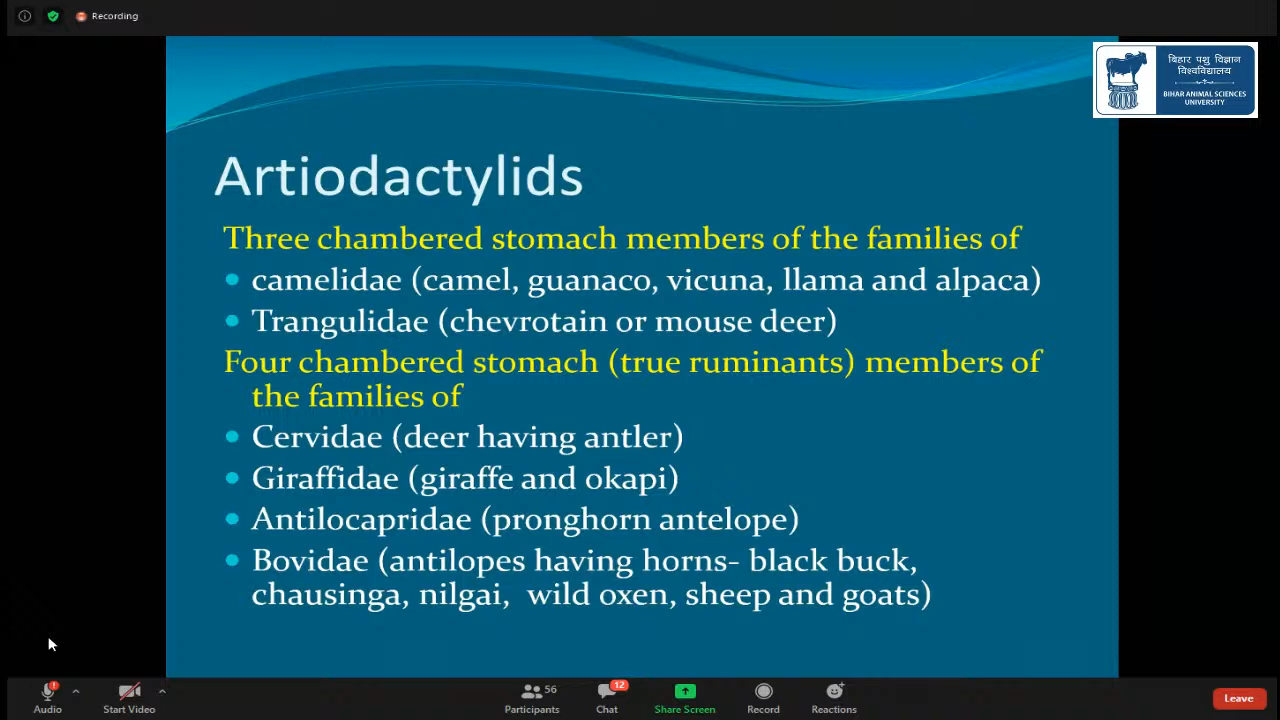 Recording
बिहार पशु विज्ञान
विश्वविद्यालय
BIHAR ANIMAL SCIENCES
UNIVERSITY
Artiodactylids
Three chambered stomach members of the families of
camelidae (camel, guanaco, vicuna, llama and alpaca)
Trangulidae (chevrotain or mouse deer)
Four chambered stomach (true ruminants) members of
the families of
Cervidae (deer having antler)
Giraffidae (giraffe and okapi)
Antilocapridae (pronghorn antelope)
Bovidae (antilopes having horns- black buck,
chausinga, nilgai, wild oxen, sheep and goats)
56
12
Audio
Start Video
Participants
Chat
Share Screen
Record
Reactions
Leave